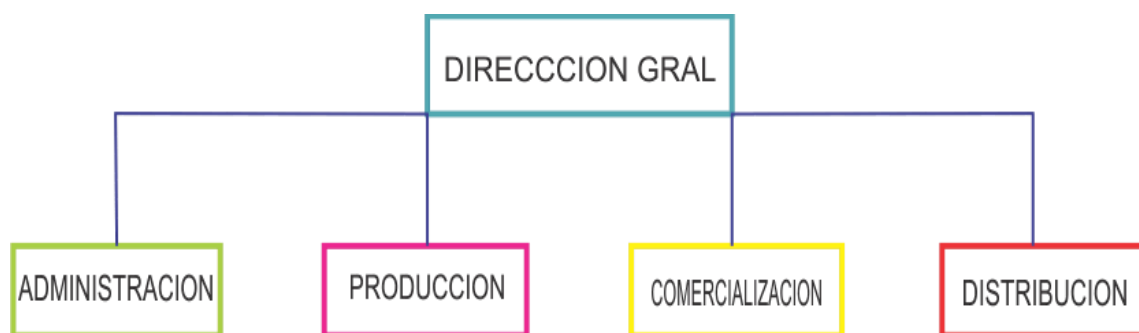 DIRECCCION GRAL
ADMINISTRACION
PRODUCCION
COMERCIALIZACION
DISTRIBUCION